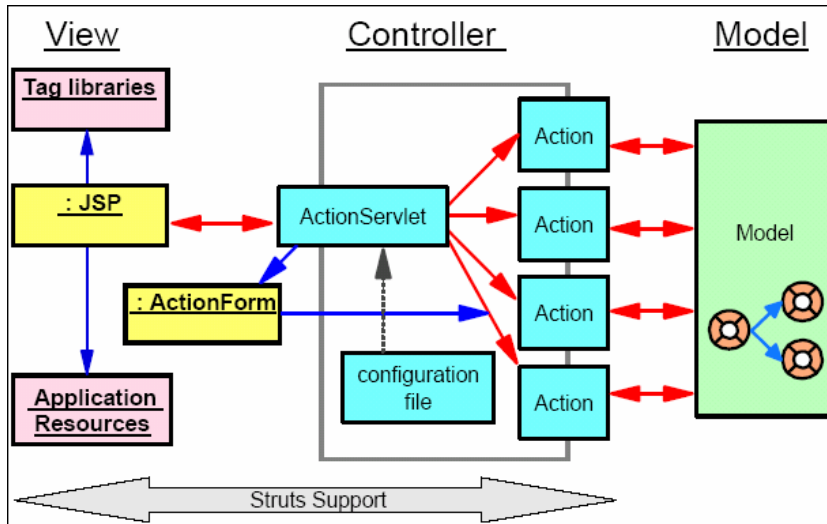 View
Controller
Model
Tag libraries
: JSP
ActionServlet
: ActionForm
configuration
file
Application
Resources
Action
Action
Action
Action
Model
Struts Support